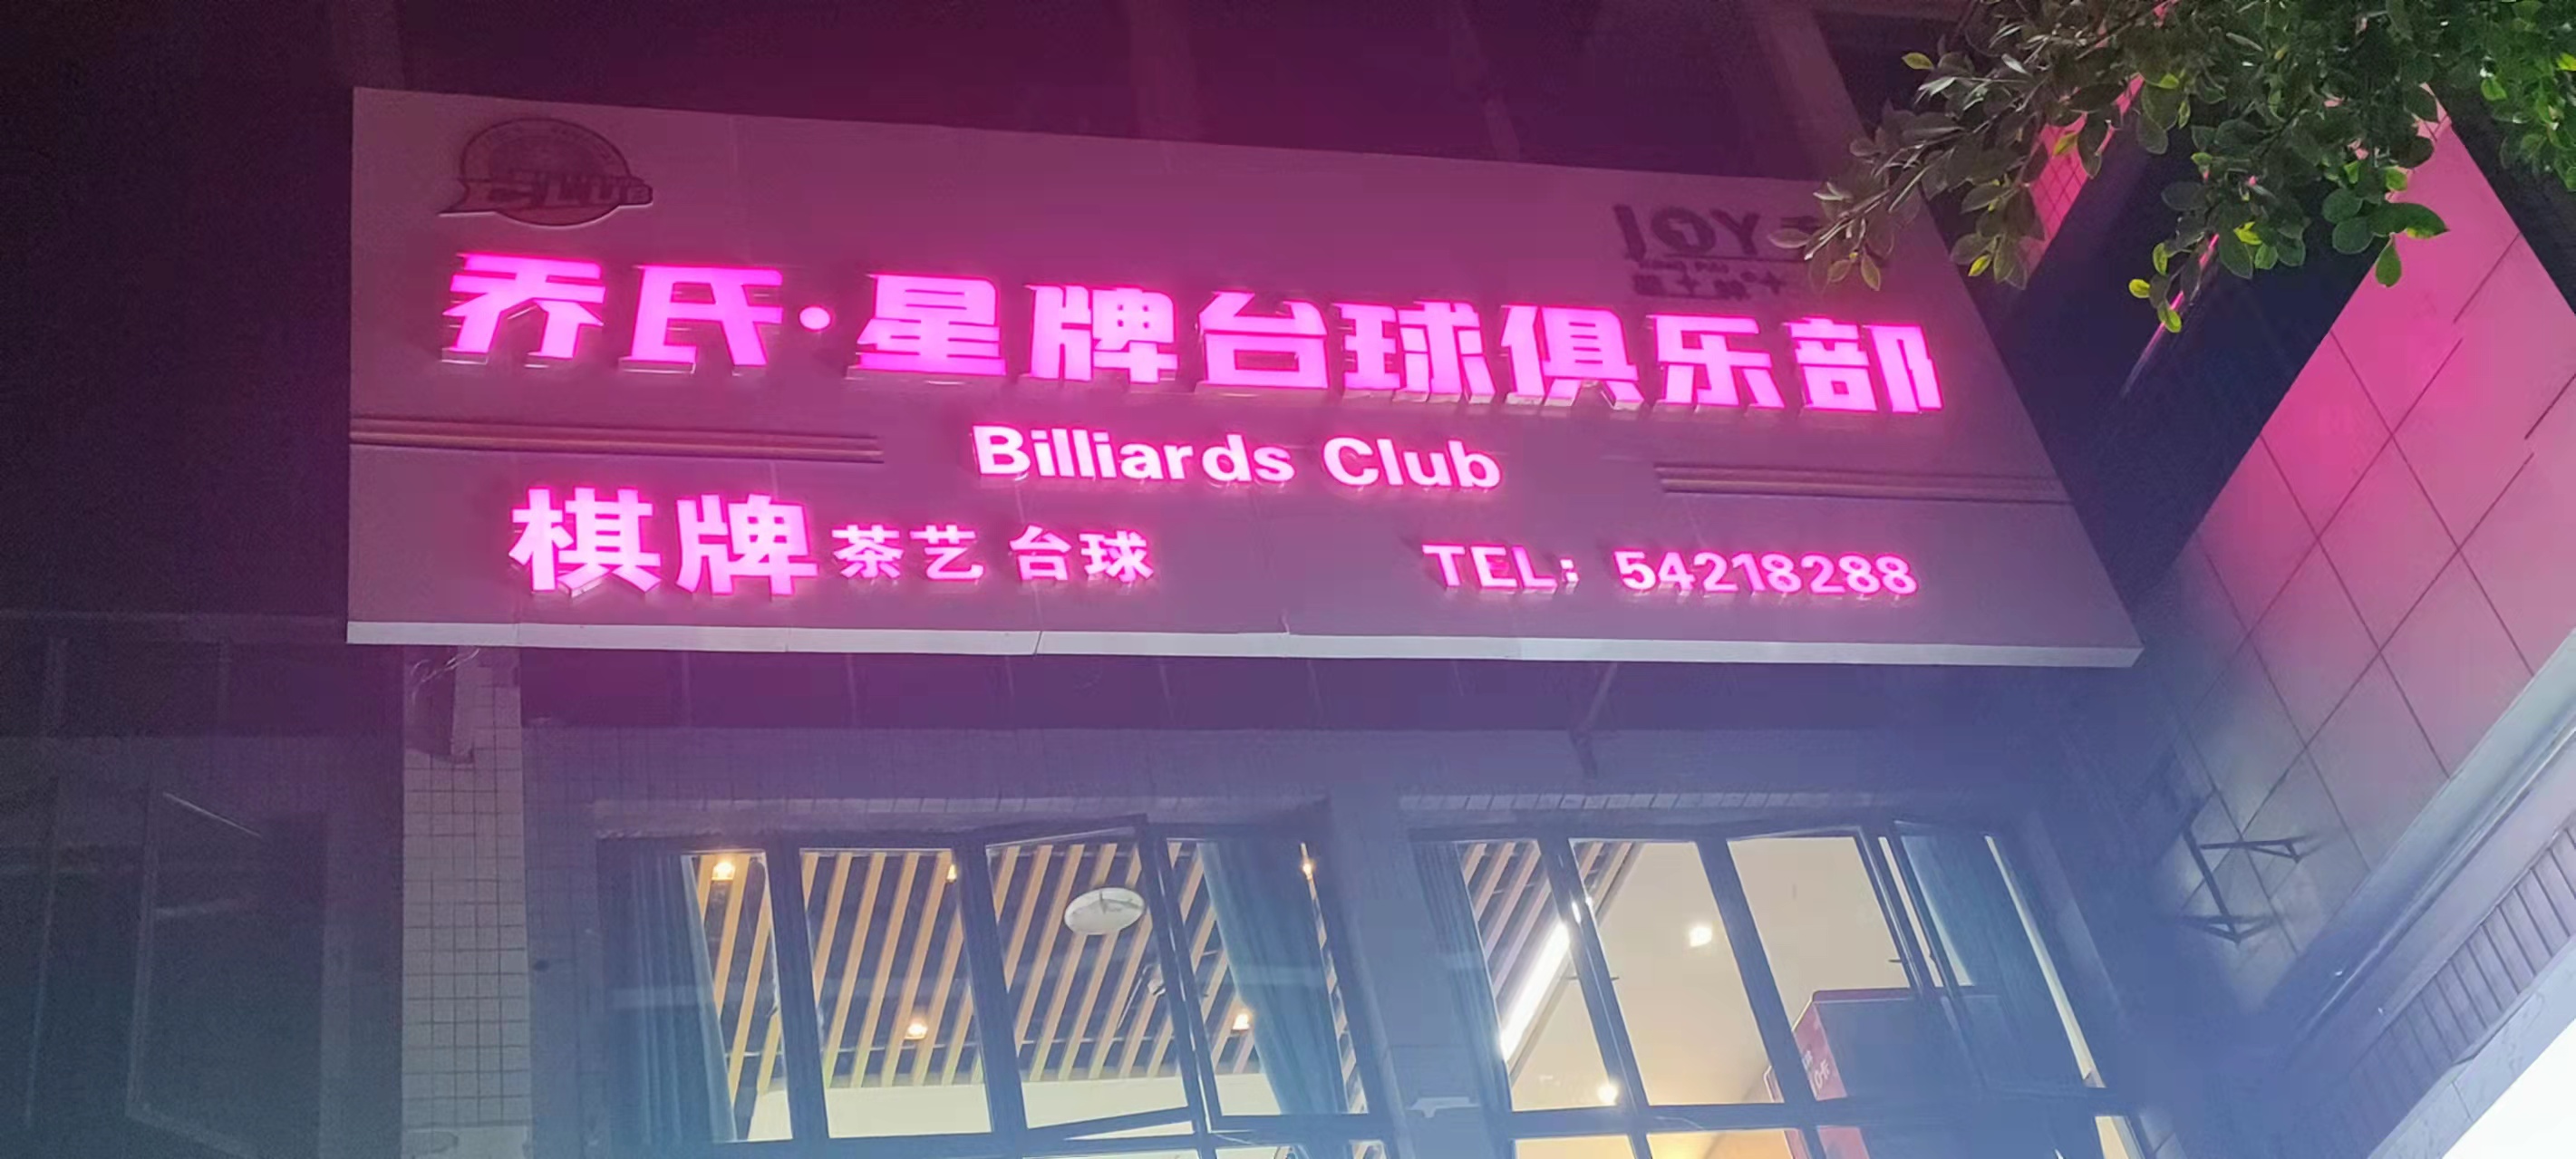 JOY
乔氏·星牌台球俱乐部
Billiards Club
棋牌 茶艺 台球
TEL: 54218288